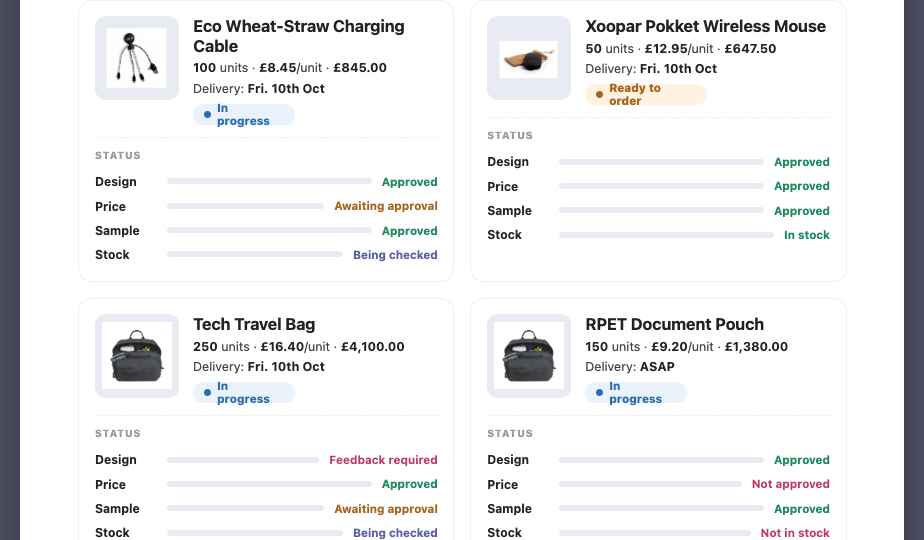 Eco Wheat-Straw Charging
Cable
100 units · £8.45/unit · £845.00
Delivery: Fri. 10th Oct
In
progress
STATUS
Design Approved
Price Awaiting approval
Sample Approved
Stock Being checked
Xoopar Pokket Wireless Mouse
50 units · £12.95/unit · £647.50
Delivery: Fri. 10th Oct
Ready to
order
STATUS
Design Approved
Price Approved
Sample Approved
Stock In stock
Tech Travel Bag
250 units · £16.40/unit · £4,100.00
Delivery: Fri. 10th Oct
In
progress
STATUS
Design Feedback required
Price Approved
Sample Awaiting approval
Stock Being checked
RPET Document Pouch
150 units · £9.20/unit · £1,380.00
Delivery: ASAP
In
progress
STATUS
Design Approved
Price Not approved
Sample Approved
Stock Not in stock